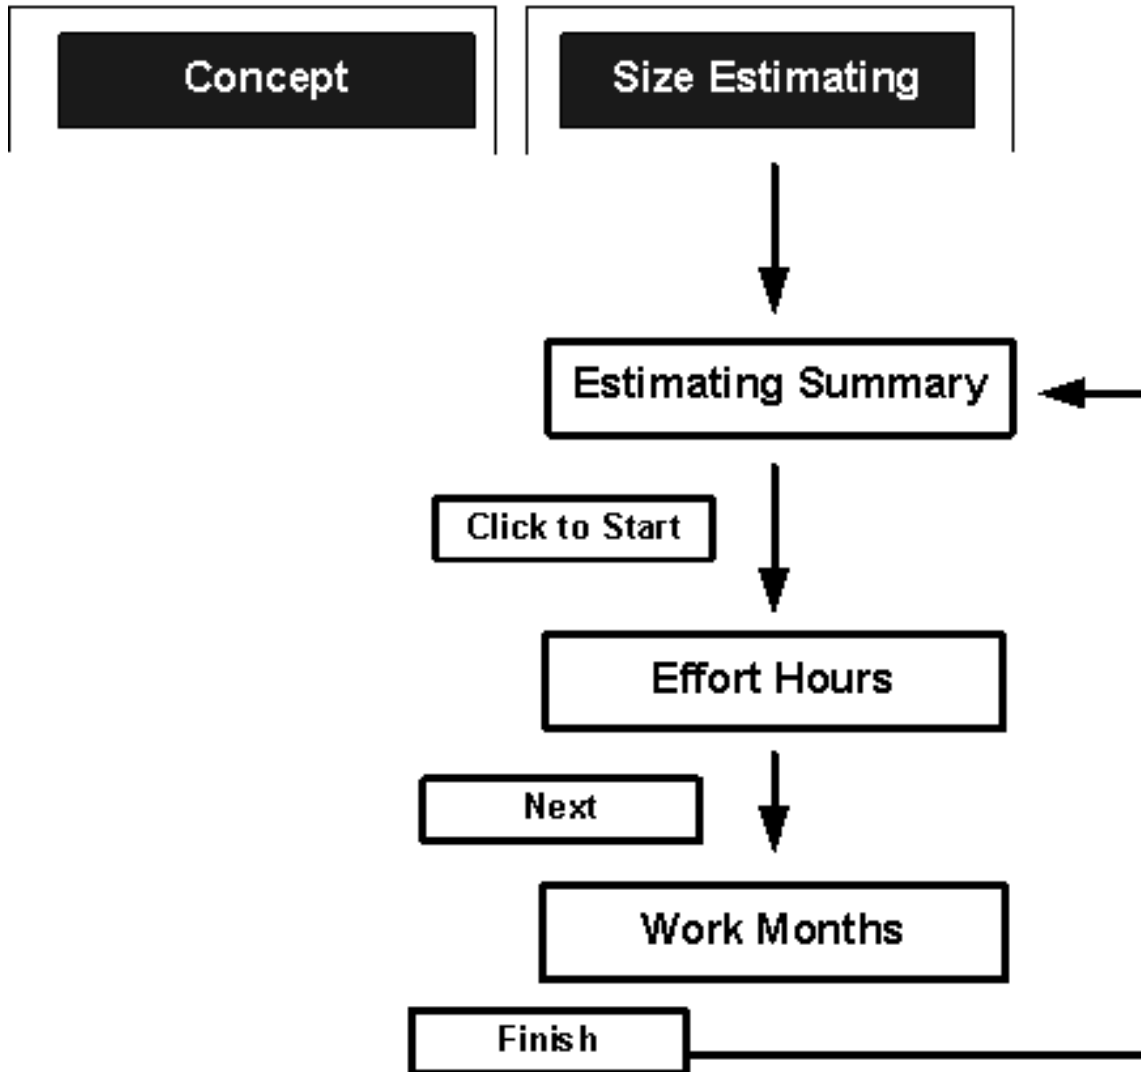 Concept
Size Estimating
Estimating Summary
Click to Start
Effort Hours
Next
Work Months
Finish